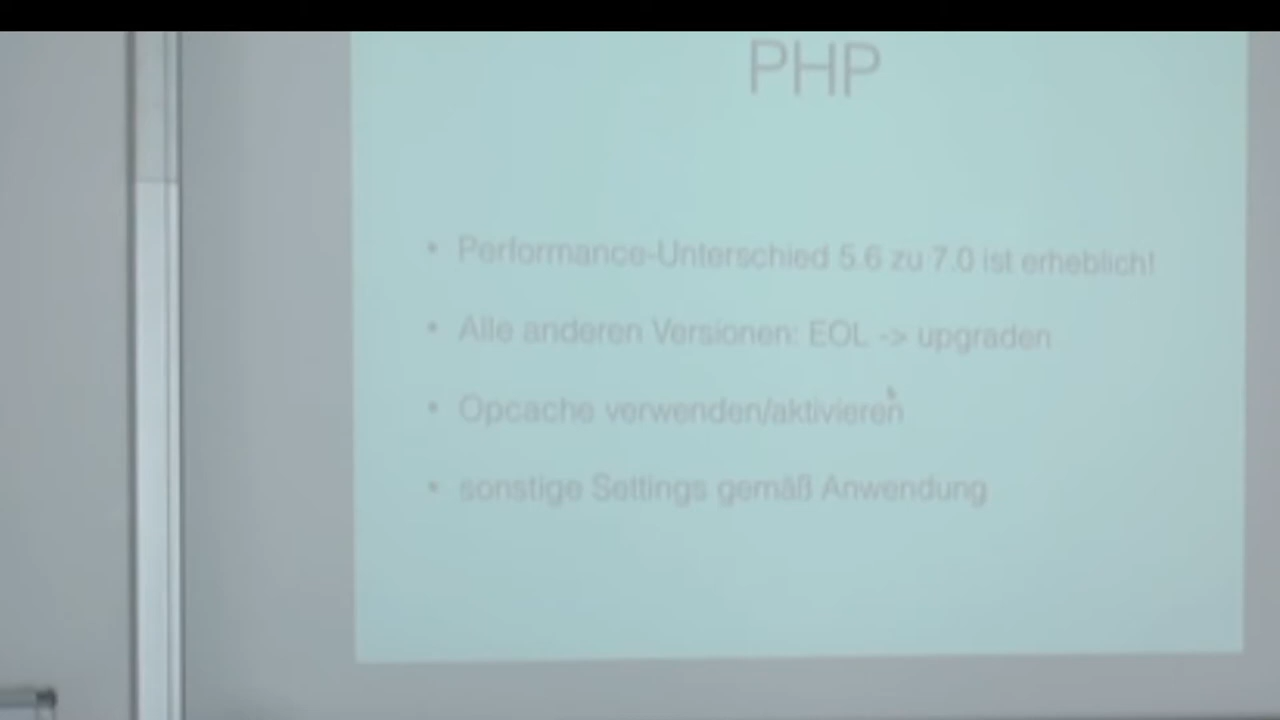 PHP
• Performance-Unterschied 5.6 zu 7.0 ist erheblich!
• Alle anderen Versionen: EOL -> upgraden
• Opcache verwenden/aktivieren
• sonstige Settings gemäß Anwendung